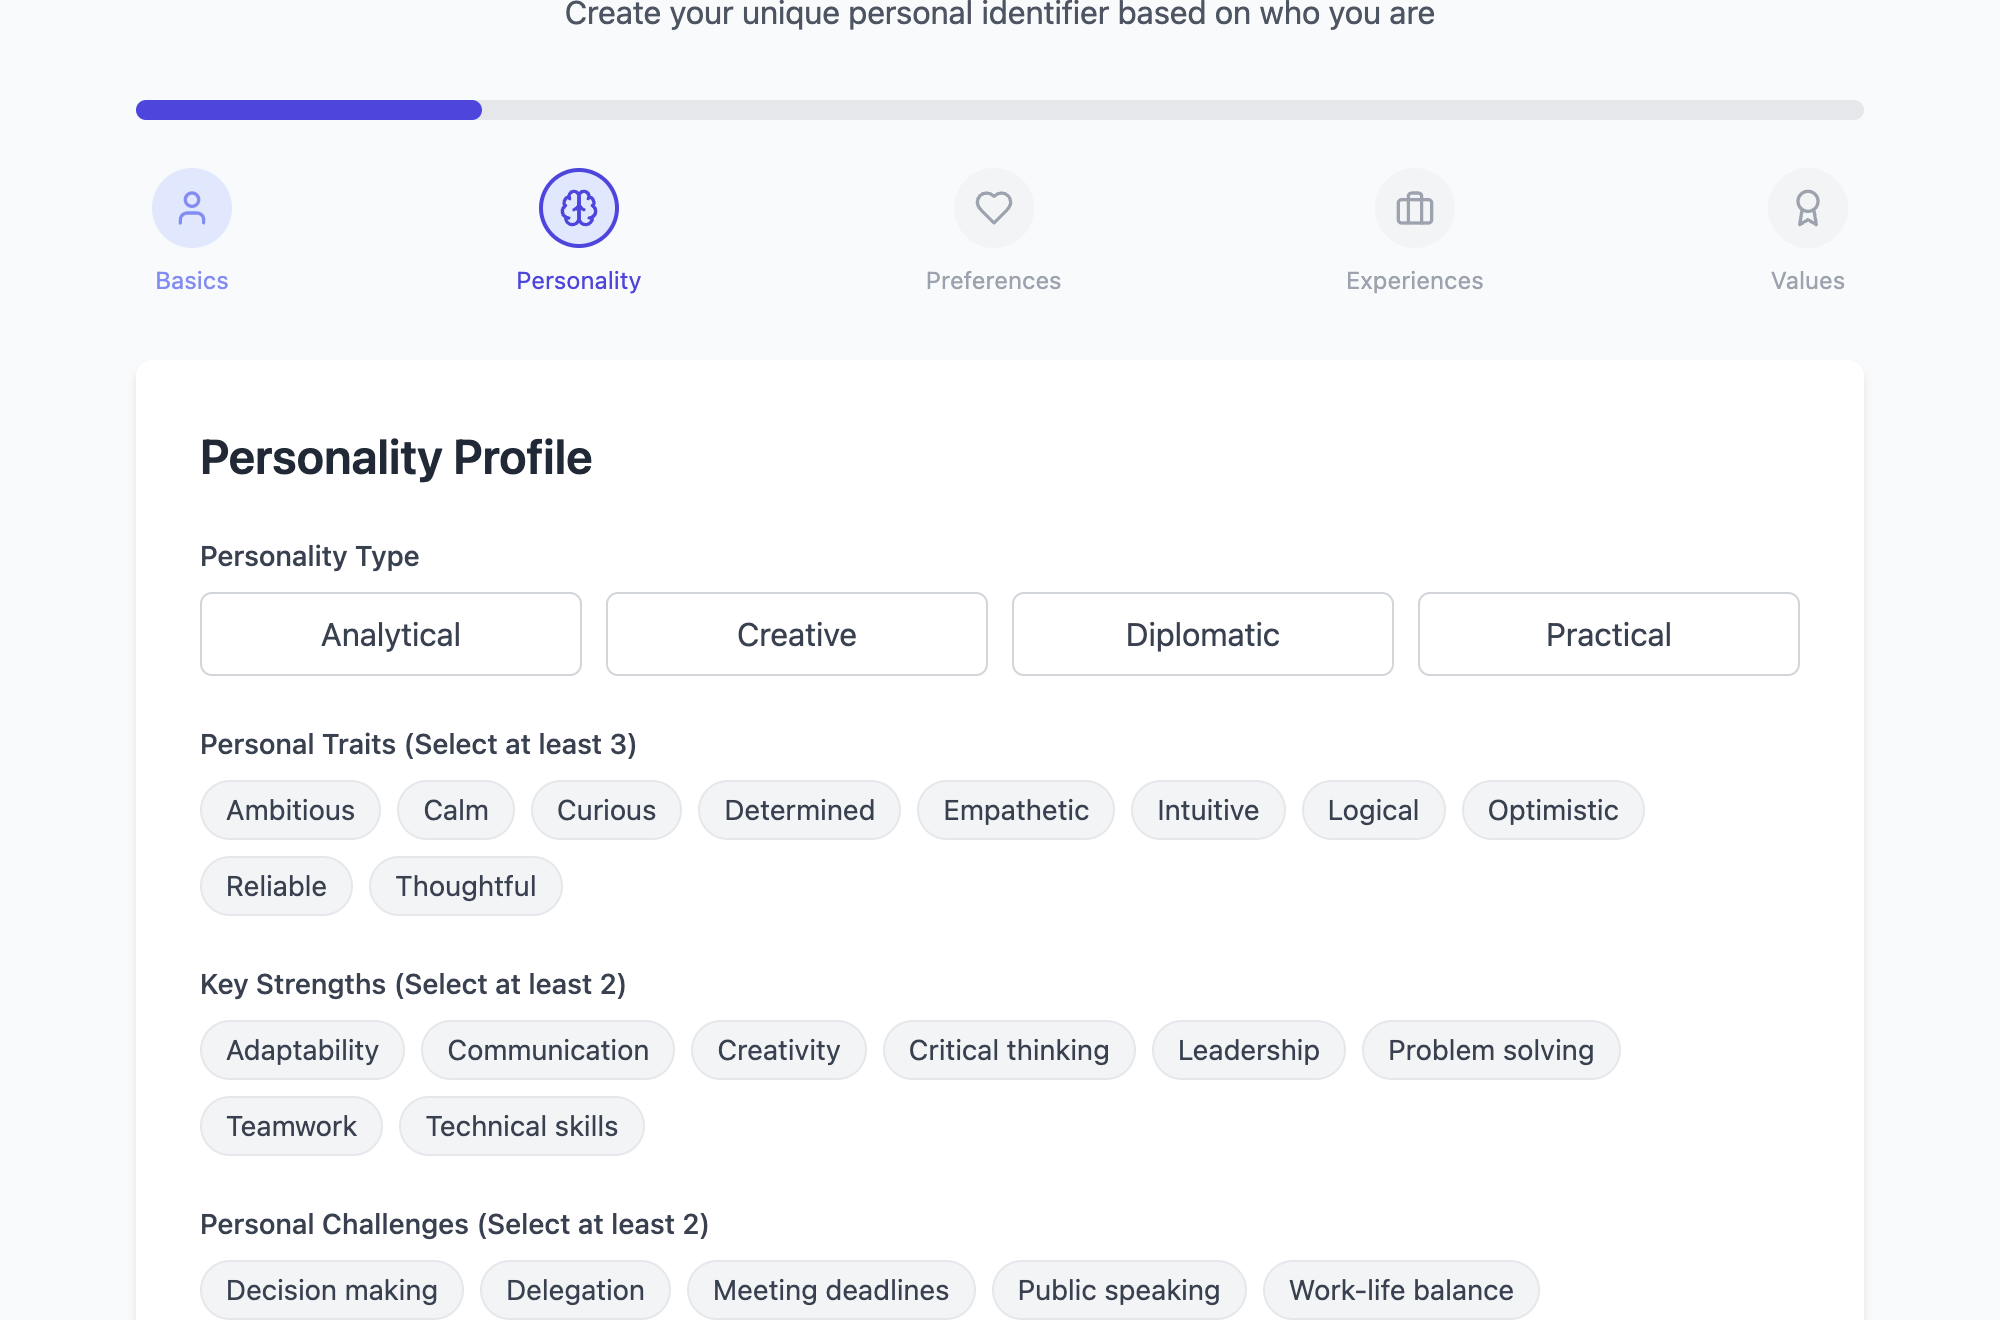 Create your unique personal identifier based on who you are
Basics Personality Preferences Experiences Values
Personality Profile
Personality Type
Analytical Creative Diplomatic Practical
Personal Traits (Select at least 3)
Ambitious Calm Curious Determined Empathetic Intuitive Logical Optimistic
Reliable Thoughtful
Key Strengths (Select at least 2)
Adaptability Communication Creativity Critical thinking Leadership Problem solving
Teamwork Technical skills
Personal Challenges (Select at least 2)
Decision making Delegation Meeting deadlines Public speaking Work-life balance